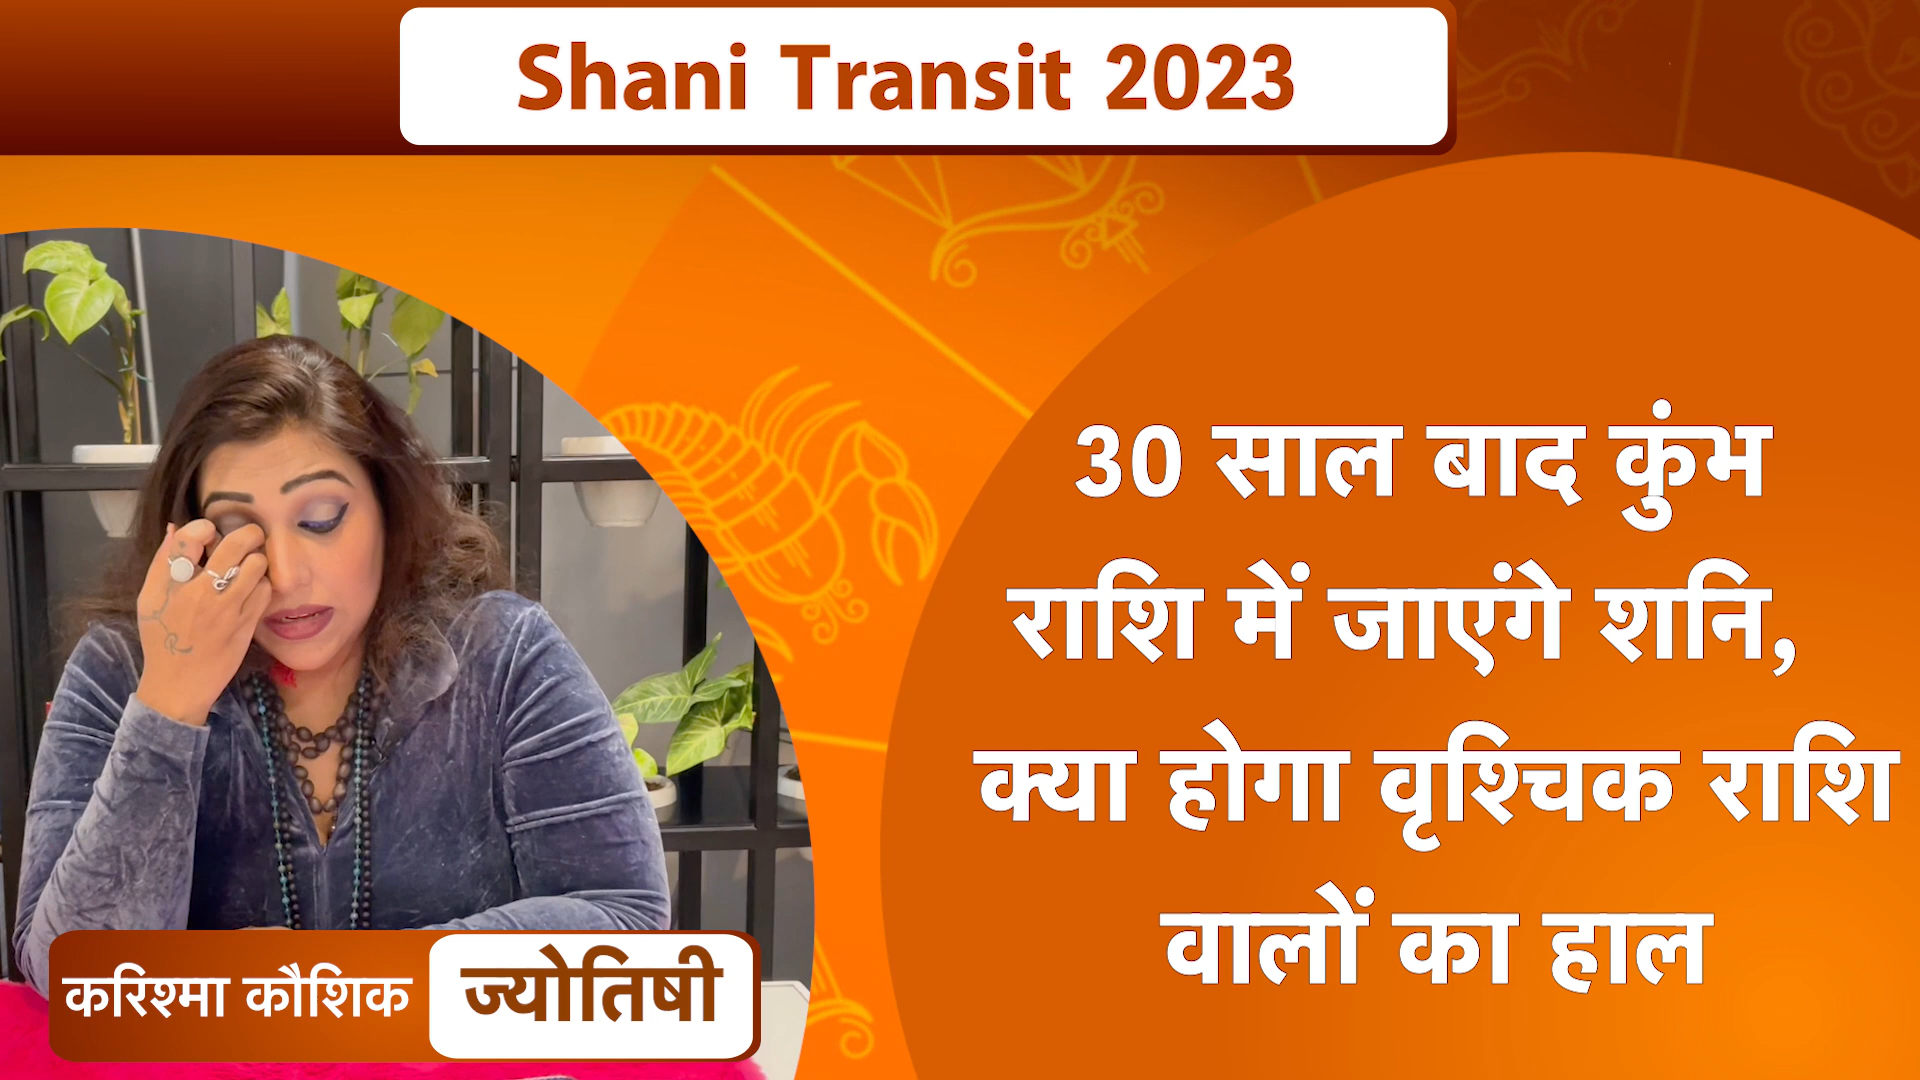 Shani Transit 2023
30 साल बाद कुंभ
राशि में जाएंगे शनि,
क्या होगा वृश्चिक राशि
वालों का हाल
करिश्मा कौशिक ज्योतिषी